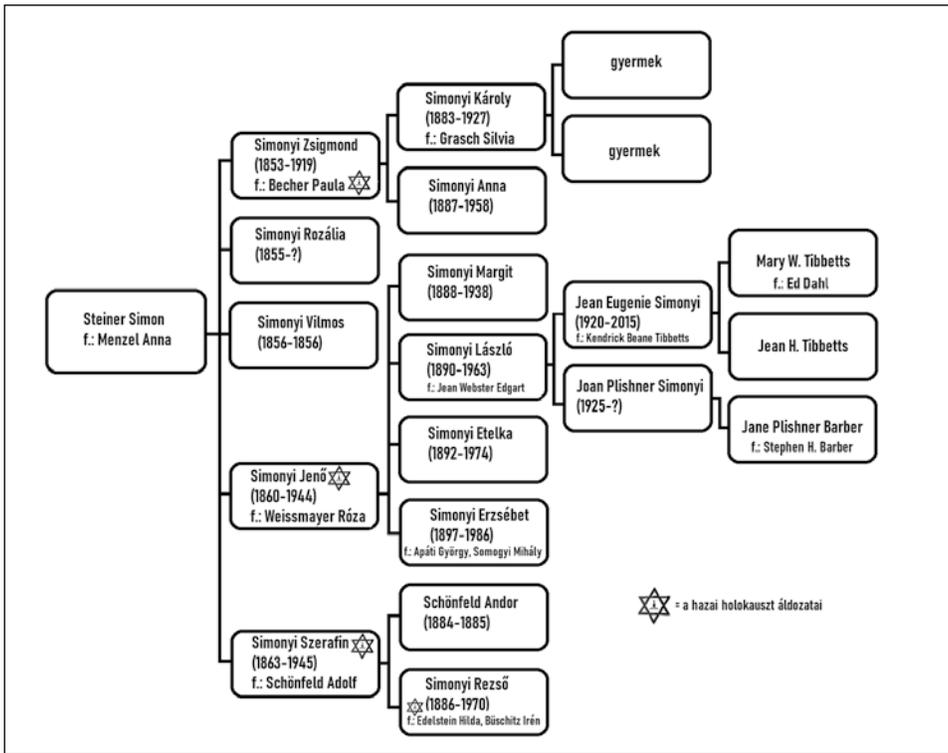 Steiner Simon
f.: Menzel Anna
Simonyi Zsigmond
(1853-1919)
f.: Becher Paula
Simonyi Károly
(1883-1927)
f.: Grasch Silvia
gyermek
gyermek
Simonyi Anna
(1887-1958)
Simonyi Rozália
(1855-?)
Simonyi Vilmos
(1856-1856)
Simonyi Jenő
(1860-1944)
f.: Weissmayer Róza
Simonyi Margit
(1888-1938)
Simonyi László
(1890-1963)
f.: Jean Webster Edgart
Jean Eugenie Simonyi
(1920-2015)
f.: Kendrick Beane Tibbetts
Mary W. Tibbetts
f.: Ed Dahl
Jean H. Tibbetts
Joan Plishner Simonyi
(1925-?)
Jane Plishner Barber
f.: Stephen H. Barber
Simonyi Etelka
(1892-1974)
Simonyi Erzsébet
(1897-1986)
f.: Apáti György, Somogyi Mihály
Simonyi Szerafin
(1863-1945)
f.: Schönfeld Adolf
Schönfeld Andor
(1884-1885)
Simonyi Rezső
(1886-1970)
f.: Edelstein Hilda, Büschitz Irén
= a hazai holokauszt áldozatai